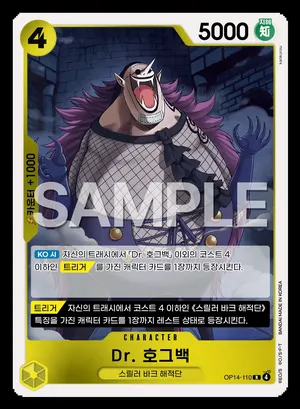 4
5000
지혜
知
카운터 +1000
SAMPLE
KO 시 자신의 트래시에서 「Dr. 호그백」 이외의 코스트 4
이하인 트리거 를 가진 캐릭터 카드를 1장까지 등장시킨다.
트리거 자신의 트래시에서 코스트 4 이하인 《스릴러 바크 해적단》
특징을 가진 캐릭터 카드를 1장까지 레스트 상태로 등장시킨다.
CHARACTER
Dr. 호그백
스릴러 바크 해적단
OP14-110 R
BANDAI MADE IN KOREA